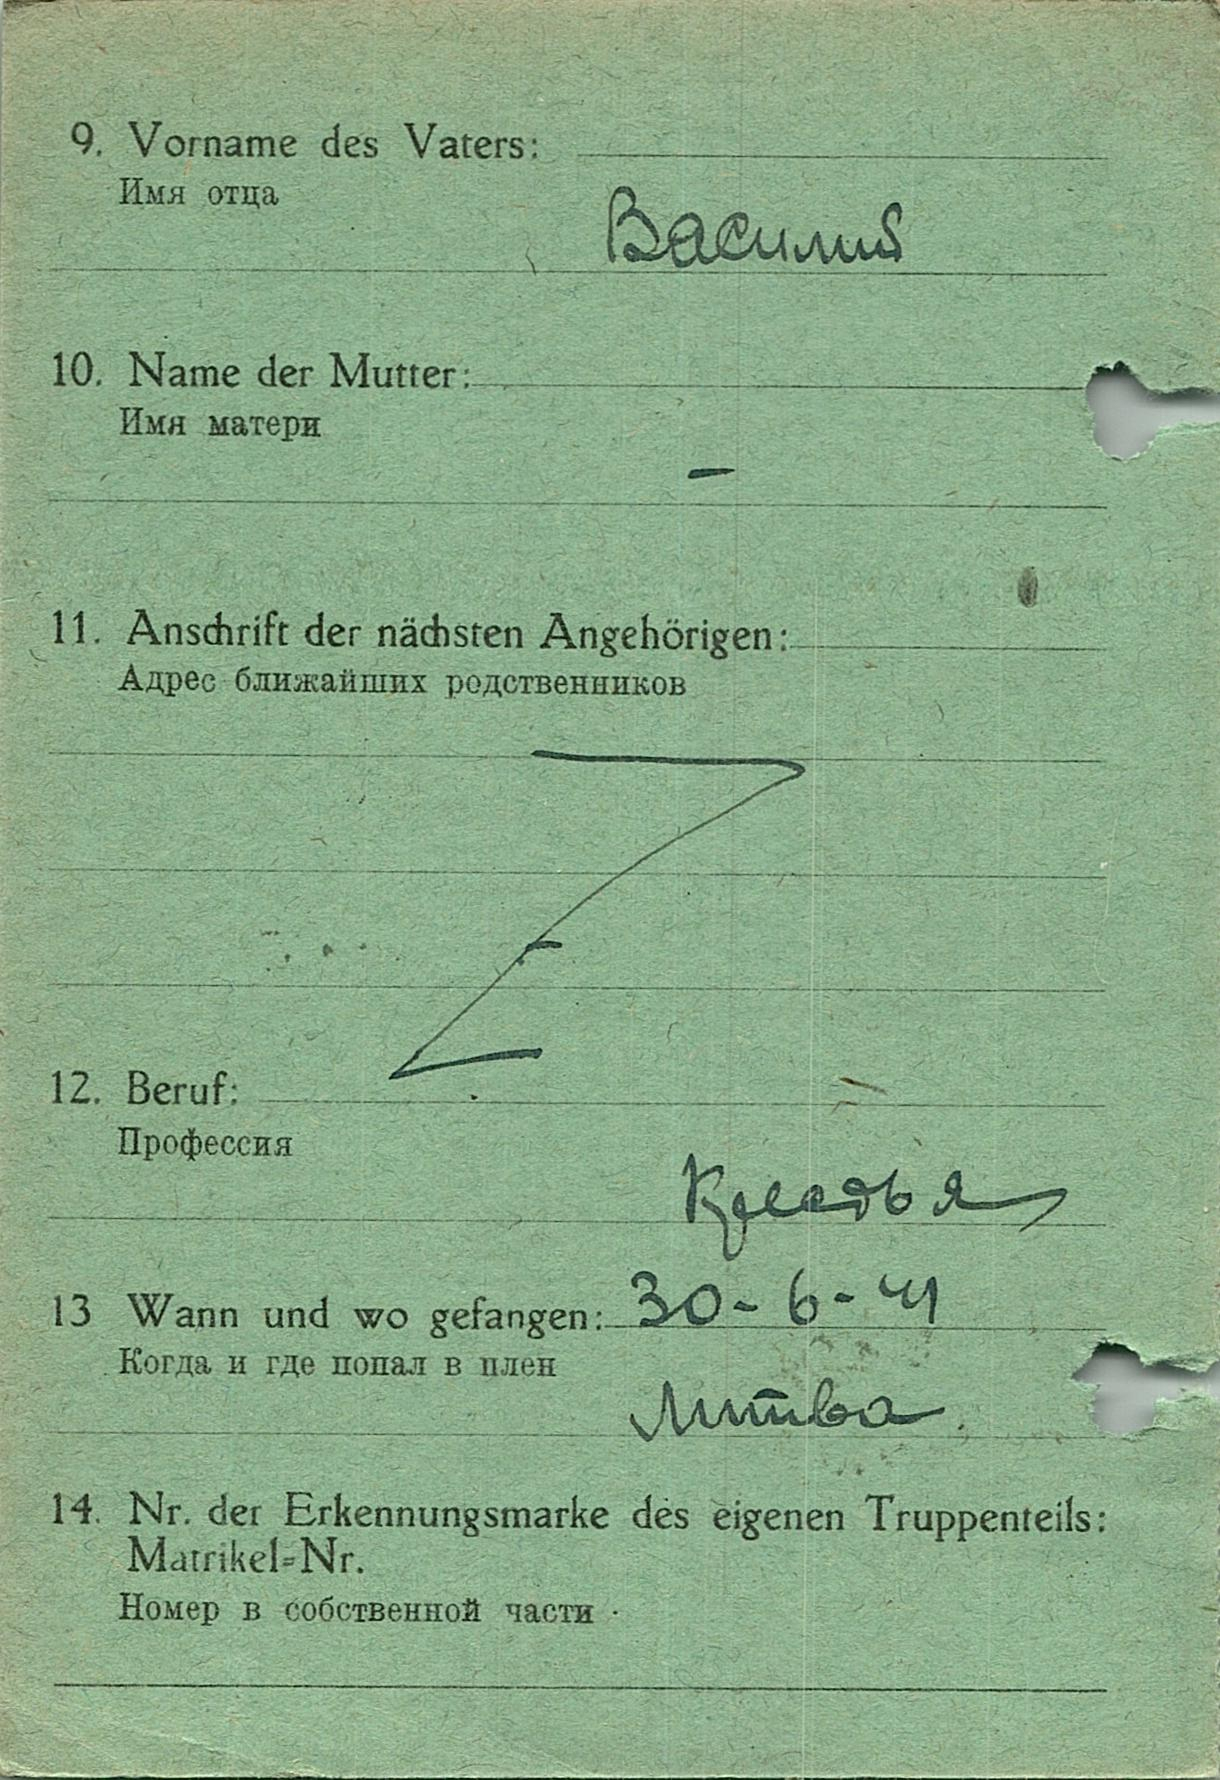 9. Vorname des Vaters:
Имя отца
Василий
10. Name der Mutter:
Имя матери
-
11. Anschrift der nächsten Angehörigen:
Адрес ближайших родственников
12. Beruf:
Профессия
Крестья
13 Wann und wo gefangen: 30-6-41
Когда и где попал в плен
Литва
14. Nr. der Erkennungsmarke des eigenen Truppenteils:
Matrikel-Nr.
Номер в собственной части